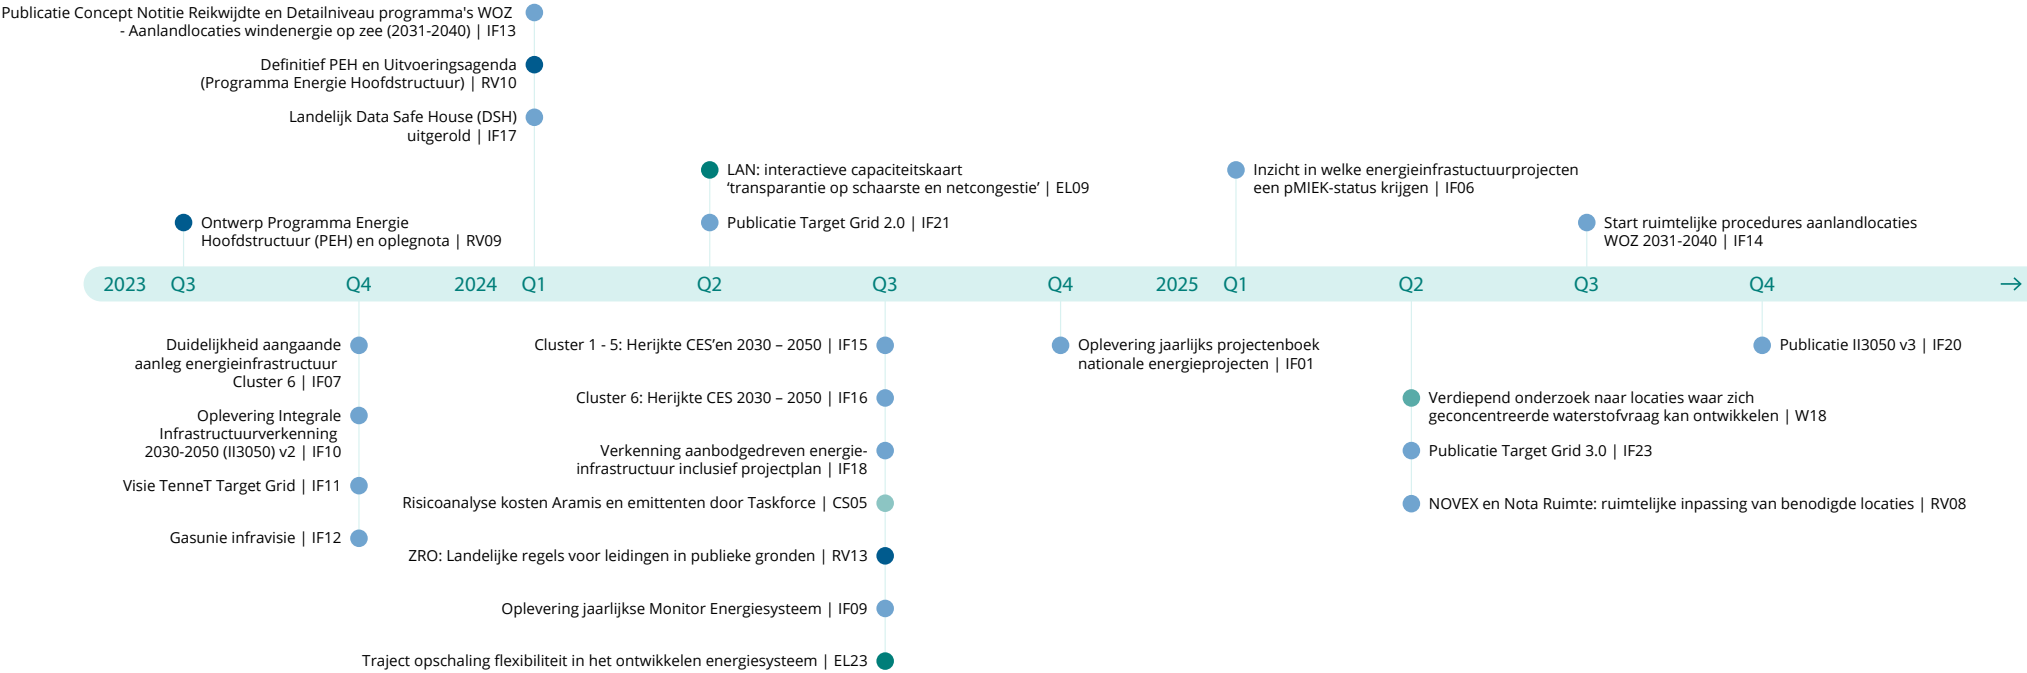 Publicatie Concept Notitie Reikwijdte en Detailniveau programma's WOZ
- Aanlandlocaties windenergie op zee (2031-2040) | IF13
Definitief PEH en Uitvoeringsagenda
(Programma Energie Hoofdstructuur) | RV10
Landelijk Data Safe House (DSH)
uitgerold | IF17
LAN: interactieve capaciteitskaart
‘transparantie op schaarste en netcongestie’ | EL09
Inzicht in welke energieinfrastuctuurprojecten
een pMIEK-status krijgen | IF06
Ontwerp Programma Energie
Hoofdstructuur (PEH) en oplegnota | RV09
Publicatie Target Grid 2.0 | IF21
Start ruimtelijke procedures aanlandlocaties
WOZ 2031-2040 | IF14
2023 Q3 Q4 2024 Q1 Q2 Q3 Q4 2025 Q1 Q2 Q3 Q4 →
Duidelijkheid aangaande
aanleg energieinfrastructuur
Cluster 6 | IF07
Oplevering Integrale
Infrastructuurverkenning
2030-2050 (II3050) v2 | IF10
Visie TenneT Target Grid | IF11
Gasunie infravisie | IF12
Cluster 1 - 5: Herijkte CES’en 2030 – 2050 | IF15
Cluster 6: Herijkte CES 2030 – 2050 | IF16
Verkenning aanbodgedreven energie-
infrastructuur inclusief projectplan | IF18
Risicoanalyse kosten Aramis en emittenten door Taskforce | CS05
ZRO: Landelijke regels voor leidingen in publieke gronden | RV13
Oplevering jaarlijkse Monitor Energiesysteem | IF09
Traject opschaling flexibiliteit in het ontwikkelen energiesysteem | EL23
Oplevering jaarlijks projectenboek
nationale energieprojecten | IF01
Verdiepend onderzoek naar locaties waar zich
geconcentreerde waterstofvraag kan ontwikkelen | W18
Publicatie Target Grid 3.0 | IF23
NOVEX en Nota Ruimte: ruimtelijke inpassing van benodigde locaties | RV08
Publicatie II3050 v3 | IF20